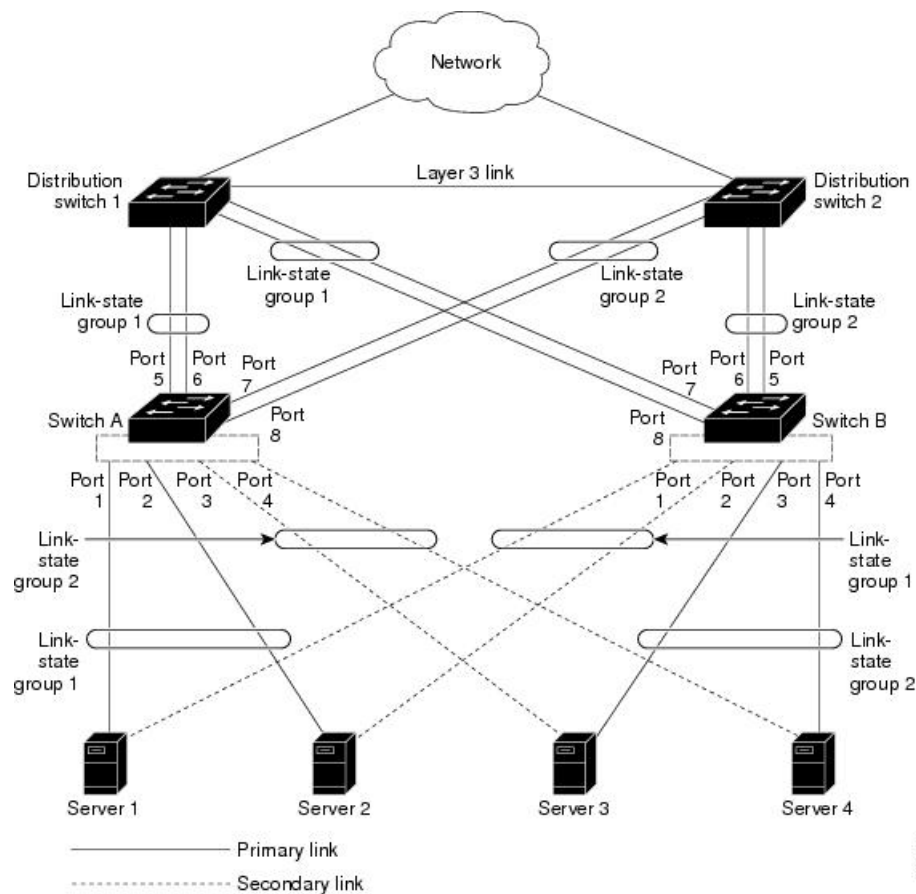 Network
Layer 3 link
Distribution
switch 1
Distribution
switch 2
Link-state
group 1
Link-state
group 2
Link-state
group 1
Link-state
group 2
Port
5
Port
6
Port
7
Port
8
Port
7
Port
6
Port
5
Port
8
Switch A
Switch B
Port
1
Port
2
Port
3
Port
4
Port
1
Port
2
Port
3
Port
4
Link-
state
group 2
Link-
state
group 1
Link-
state
group 1
Link-
state
group 2
Server 1
Server 2
Server 3
Server 4
Primary link
Secondary link